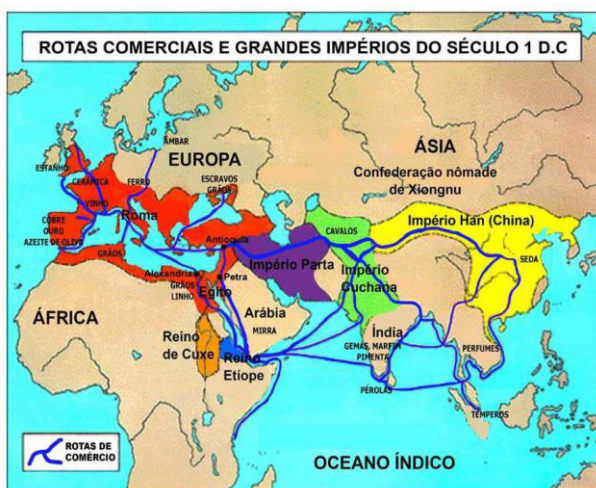 ROTAS COMERCIAIS E GRANDES IMPÉRIOS DO SÉCULO 1 D.C
ÂMBAR
EUROPA
ÁSIA
ESTANHO
CERÂMICA
FERRO
ESCRAVOS
GRÃOS
Confederação nômade
de Xiongnu
VINHO
Roma
COBRE
OURO
AZEITE DE OLIVA
CAVALOS
Império Han (China)
Antioquia
GRÃOS
Império Parta
SEDA
Alexandria
Petra
Império
Cuchana
GRÃOS
LINHO
Egito
Arábia
MIRRA
ÁFRICA
Reino
de Cuxe
Reino
Etíope
Índia
GEMAS, MARFIM
PIMENTA
PERFUMES
PÉROLAS
TEMPEROS
ROTAS DE
COMÉRCIO
OCEANO ÍNDICO